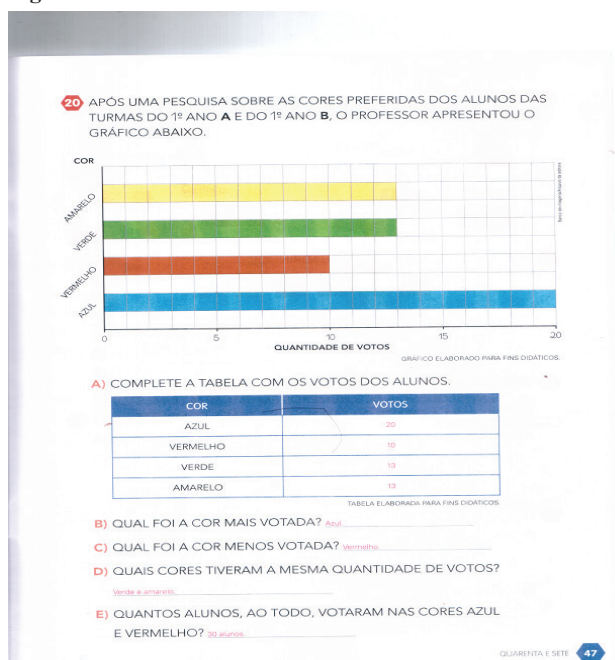 20 APÓS UMA PESQUISA SOBRE AS CORES PREFERIDAS DOS ALUNOS DAS
TURMAS DO 1º ANO A E DO 1º ANO B, O PROFESSOR APRESENTOU O
GRÁFICO ABAIXO.
COR
AMARELO
VERDE
VERMELHO
AZUL
0 5 10 15 20
QUANTIDADE DE VOTOS
GRÁFICO ELABORADO PARA FINS DIDÁTICOS.
A) COMPLETE A TABELA COM OS VOTOS DOS ALUNOS.
COR VOTOS
AZUL 20
VERMELHO 10
VERDE 13
AMARELO 13
TABELA ELABORADA PARA FINS DIDÁTICOS.
B) QUAL FOI A COR MAIS VOTADA? Azul.
C) QUAL FOI A COR MENOS VOTADA? Vermelho.
D) QUAIS CORES TIVERAM A MESMA QUANTIDADE DE VOTOS?
Verde e amarelo.
E) QUANTOS ALUNOS, AO TODO, VOTARAM NAS CORES AZUL
E VERMELHO? 30 alunos.
QUARENTA E SETE 47